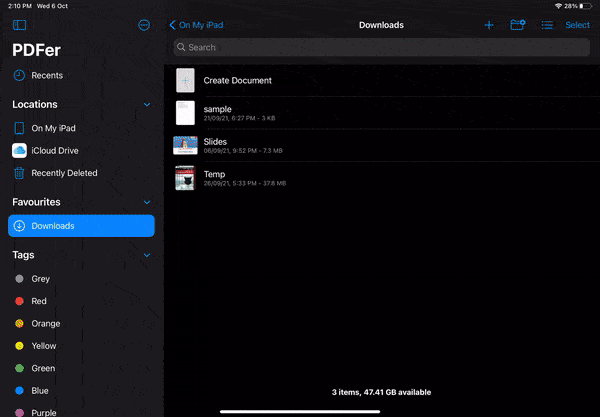 2:10 PM Wed 6 Oct
28%
PDFer
Recents
Locations
On My iPad
iCloud Drive
Recently Deleted
Favourites
Downloads
Tags
Grey
Red
Orange
Yellow
Green
Blue
Purple
On My iPad
Downloads
Select
Search
Create Document
sample
21/09/21, 6:27 PM - 3 KB
Slides
06/09/21, 9:52 PM - 7.3 MB
Temp
26/09/21, 5:33 PM - 37.8 MB
3 items, 47.41 GB available